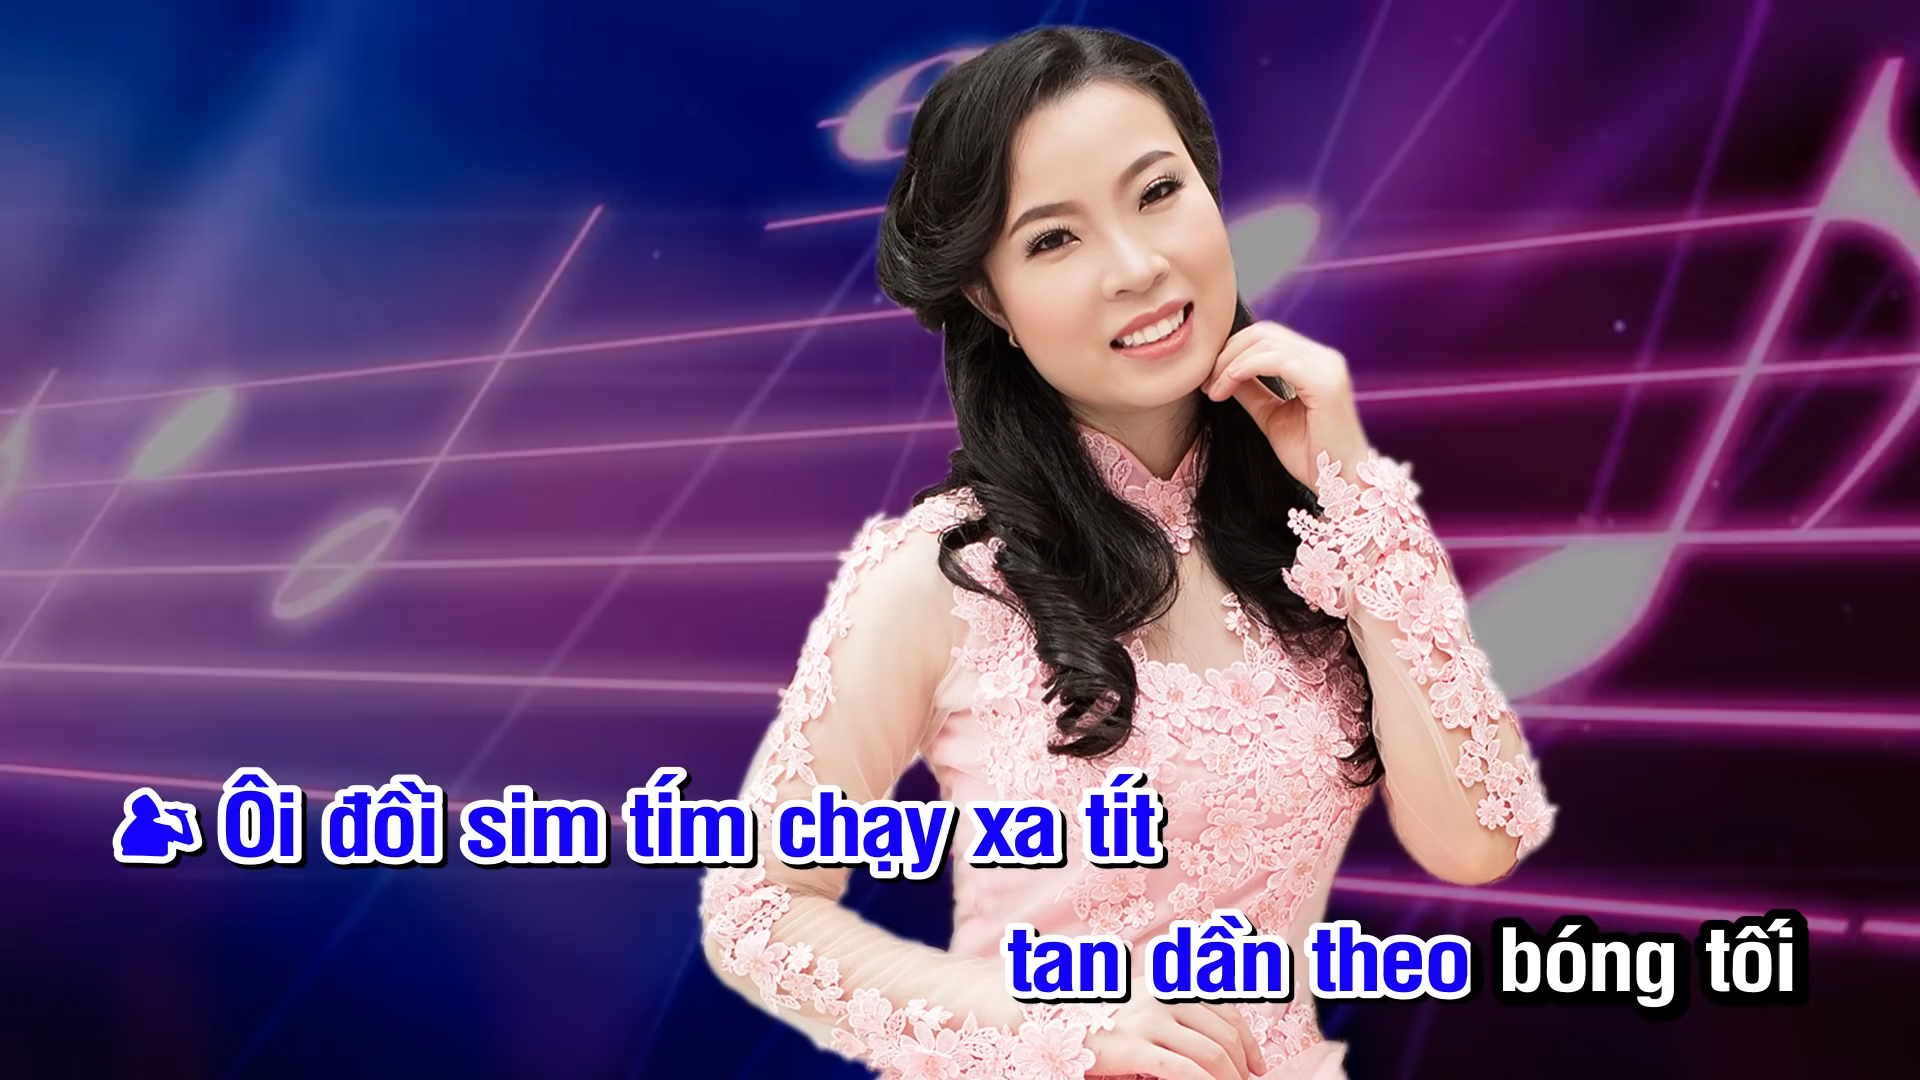 Ôi đồi sim tím chạy xa tít
tan dần theo bóng tối